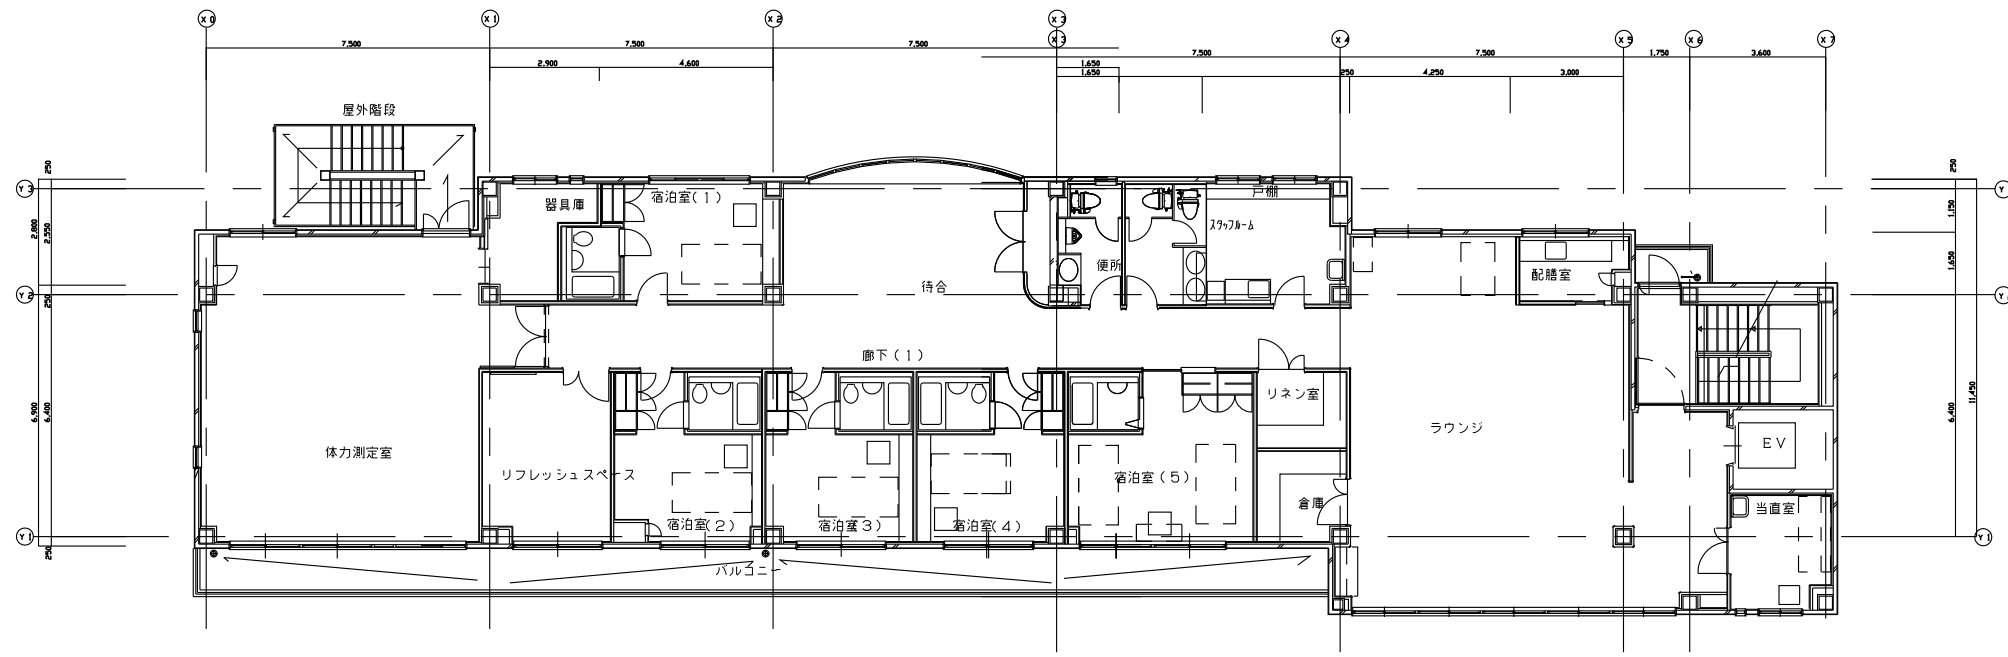 X0
X1
X2
X3
X3
X4
X5
X6
X7
7,500
7,500
7,500
7,500
7,500
1,750
3,600
2,900
4,600
1,650
1,650
250
4,250
3,000
屋外階段
250
Y3
2,800
2,550
Y2
250
6,900
6,400
Y1
250
250
Y
1,150
1,650
Y
6,400
11,450
Y1
器具庫
宿泊室(1)
待合
便所
戸棚
スタッフルーム
配膳室
廊下(1)
体力測定室
リフレッシュスペース
宿泊室(2)
宿泊室3)
宿泊室(4)
宿泊室(5)
リネン室
倉庫
ラウンジ
EV
当直室
バルコニー